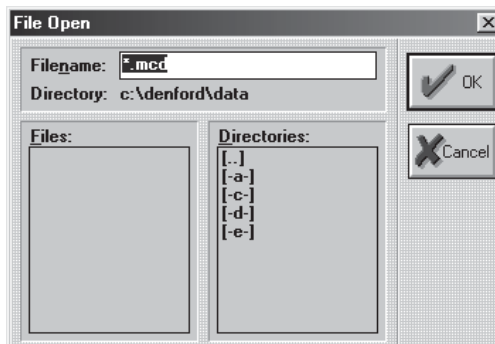 File Open
Filename: *.mcd
Directory: c:\denford\data
OK
Cancel
Files:
Directories:
[..]
[-a-]
[-c-]
[-d-]
[-e-]